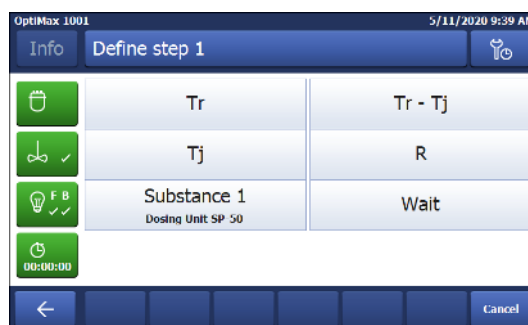 OptiMax 1001 5/11/2020 9:39 AM
Info Define step 1
Tr Tr - Tj
Tj R
F B
Substance 1 Wait
Dosing Unit SP-50
00:00:00
Cancel